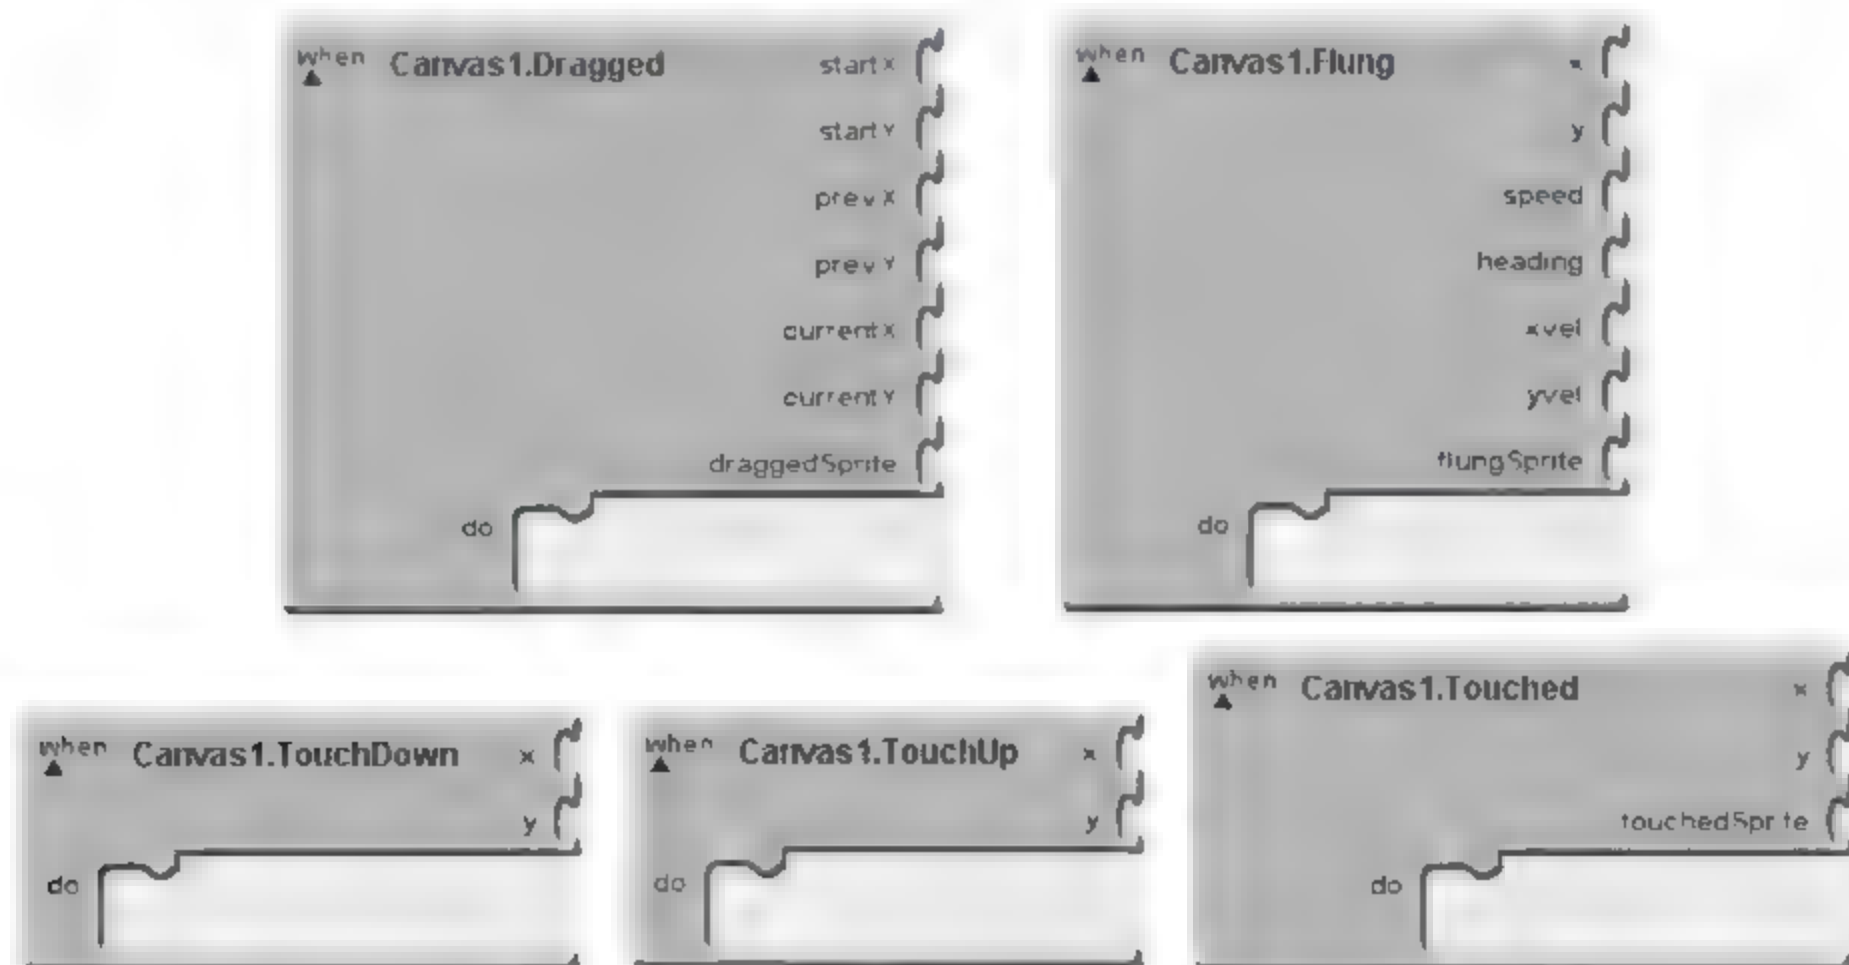 when Canvas1.Dragged startX
startY
prevX
prevY
currentX
currentY
draggedSprite
do
when Canvas1.Flung x
y
speed
heading
xvel
yvel
flungSprite
do
when Canvas1.TouchDown x
y
do
when Canvas1.TouchUp x
y
do
when Canvas1.Touched x
y
touchedSprite
do